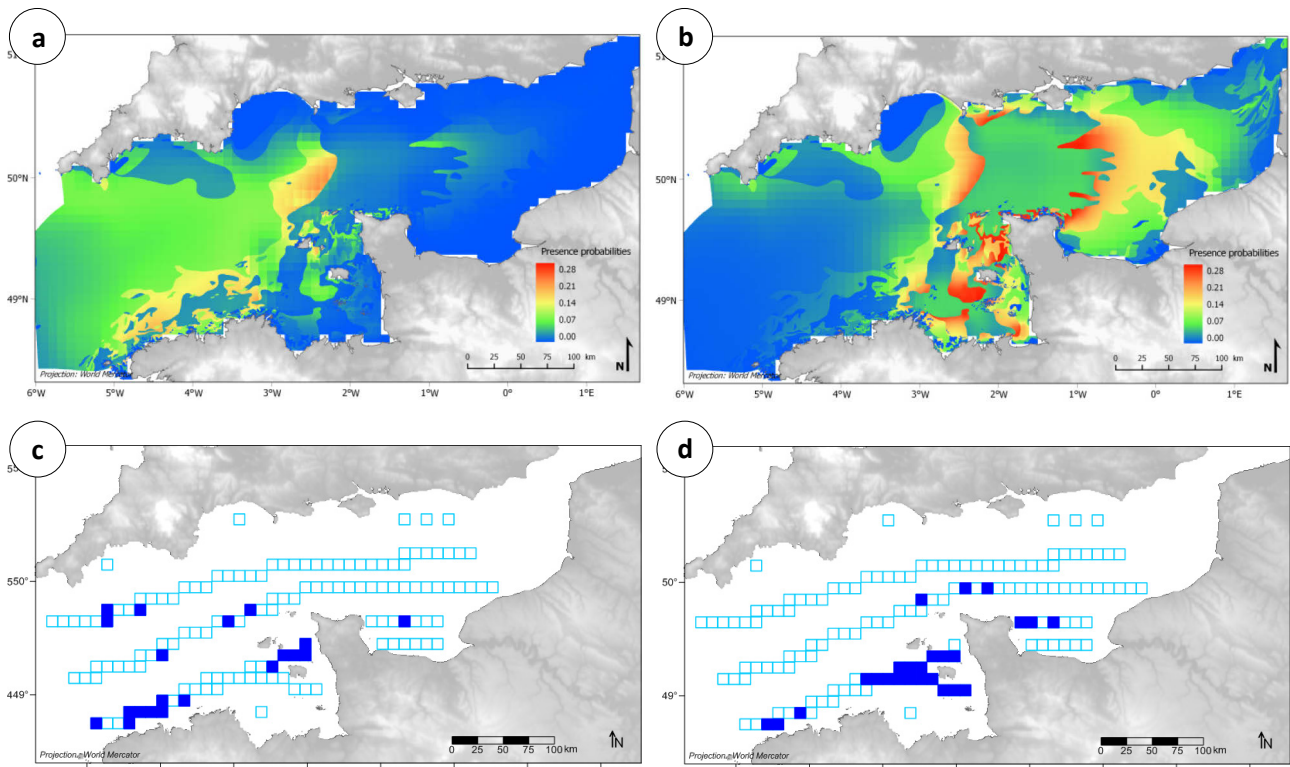 a
b
51
51
50°N
50°N
49°N
49°N
Presence probabilities
0.28
0.21
0.14
0.07
0.00
0 25 50 75 100
km
N
Projection: World Mercator
6°W 5°W 4°W 3°W 2°W 1°W 0° 1°E
Presence probabilities
0.28
0.21
0.14
0.07
0.00
0 25 50 75 100
km
N
Projection: World Mercator
6°W 5°W 4°W 3°W 2°W 1°W 0° 1°E
c
d
550°
50°
449°
49°
0 25 50 75 100 km
N
Projection: World Mercator
0 25 50 75 100 km
N
Projection: World Mercator